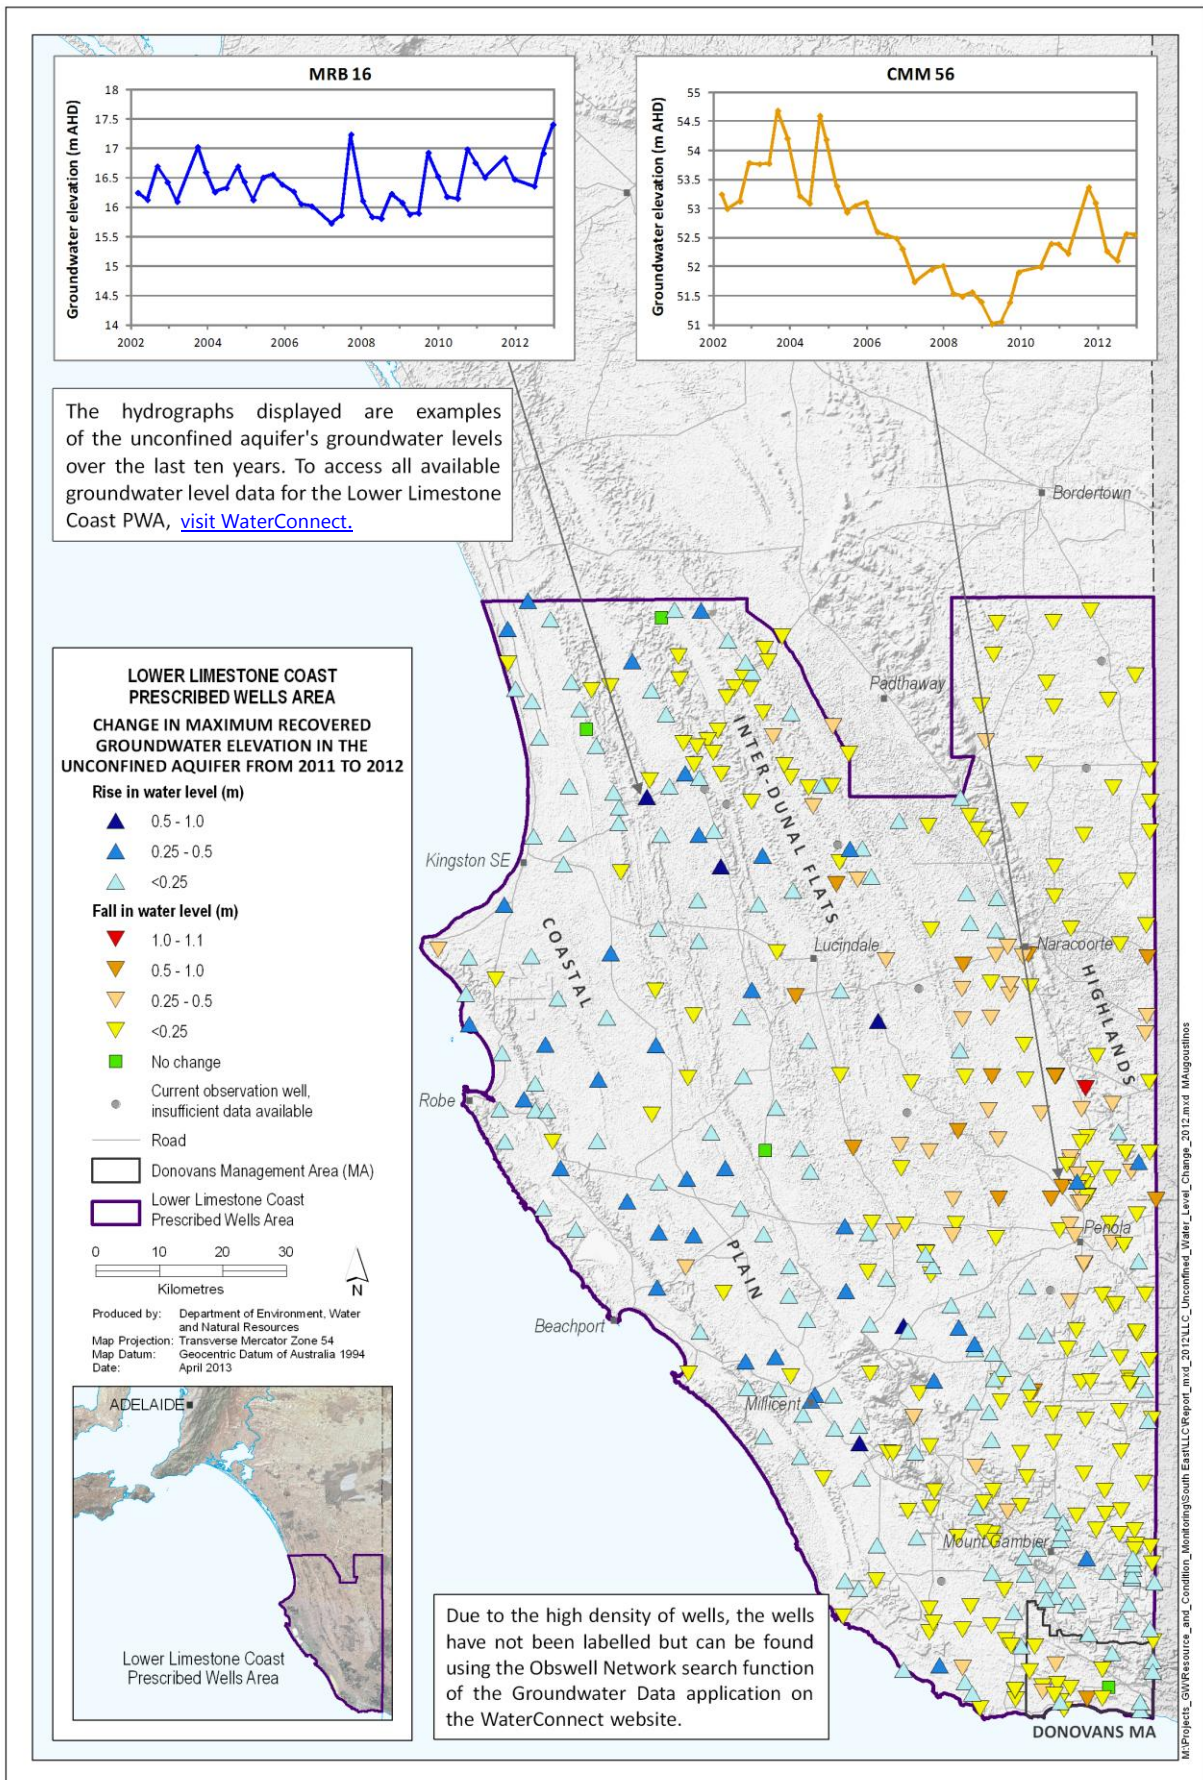 MRB 16
Groundwater elevation (m AHD)
18
17.5
17
16.5
16
15.5
15
14.5
14
2002
2004
2006
2008
2010
2012
CMM 56
Groundwater elevation (m AHD)
55
54.5
54
53.5
53
52.5
52
51.5
51
2002
2004
2006
2008
2010
2012
The hydrographs displayed are examples
of the unconfined aquifer's groundwater levels
over the last ten years. To access all available
groundwater level data for the Lower Limestone
Coast PWA, visit WaterConnect.
Bordertown
Padthaway
INTER-DUNAL FLATS
Kingston SE
COASTAL
Lucindale
Naracoorte
HIGHLANDS
Robe
Penola
PLAIN
Beachport
Millicent
Mount Gambier
DONOVANS MA
LOWER LIMESTONE COAST
PRESCRIBED WELLS AREA
CHANGE IN MAXIMUM RECOVERED
GROUNDWATER ELEVATION IN THE
UNCONFINED AQUIFER FROM 2011 TO 2012
Rise in water level (m)
0.5 - 1.0
0.25 - 0.5
<0.25
Fall in water level (m)
1.0 - 1.1
0.5 - 1.0
0.25 - 0.5
<0.25
No change
Current observation well,
insufficient data available
Road
Donovans Management Area (MA)
Lower Limestone Coast
Prescribed Wells Area
0 10 20 30
Kilometres
N
Produced by: Department of Environment, Water
and Natural Resources
Map Projection: Transverse Mercator Zone 54
Map Datum: Geocentric Datum of Australia 1994
Date: April 2013
ADELAIDE
Lower Limestone Coast
Prescribed Wells Area
Due to the high density of wells, the wells
have not been labelled but can be found
using the Obswell Network search function
of the Groundwater Data application on
the WaterConnect website.
M:\Projects_GW\Resource_and_Condition_Monitoring\South East\LLC\Report_mxd_2012\LLC_Unconfined_Water_Level_Change_2012.mxd MAugoustinos